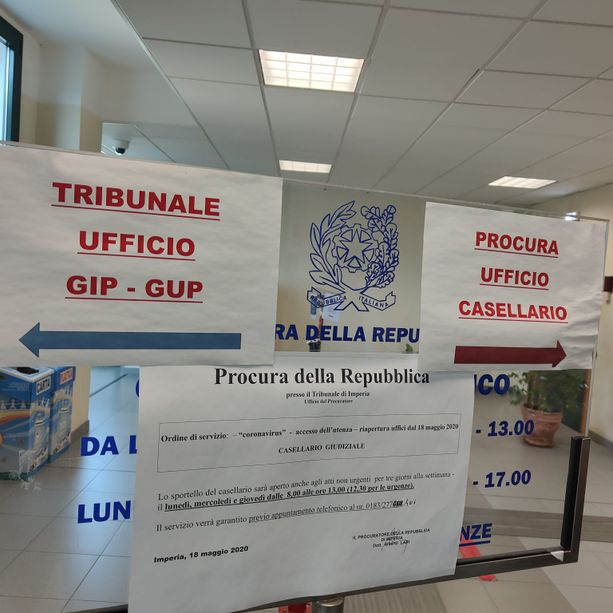 TRIBUNALE
UFFICIO
GIP - GUP
PROCURA
UFFICIO
CASELLARIO
REPUBBLICA ITALIANA
RA DELLA REPU
Procura della Repubblica
presso il Tribunale di Imperia
Ufficio del Procuratore
Ordine di servizio: – “coronavirus” - accesso dell'utenza – riapertura uffici dal 18 maggio 2020
CASELLARIO GIUDIZIALE
Lo sportello del casellario sarà aperto anche agli atti non urgenti per tre giorni alla settimana -
il lunedì, mercoledì e giovedì dalle 8,00 alle ore 13,00 (12,30 per le urgenze).
Il servizio verrà garantito previo appuntamento telefonico al nr. 0183/277
Imperia, 18 maggio 2020
IL PROCURATORE DELLA REPUBBLICA
DI IMPERIA
Dott. Alberto LARI
ICO
DA L
- 13.00
LUN
- 17.00
NZE
CARTA